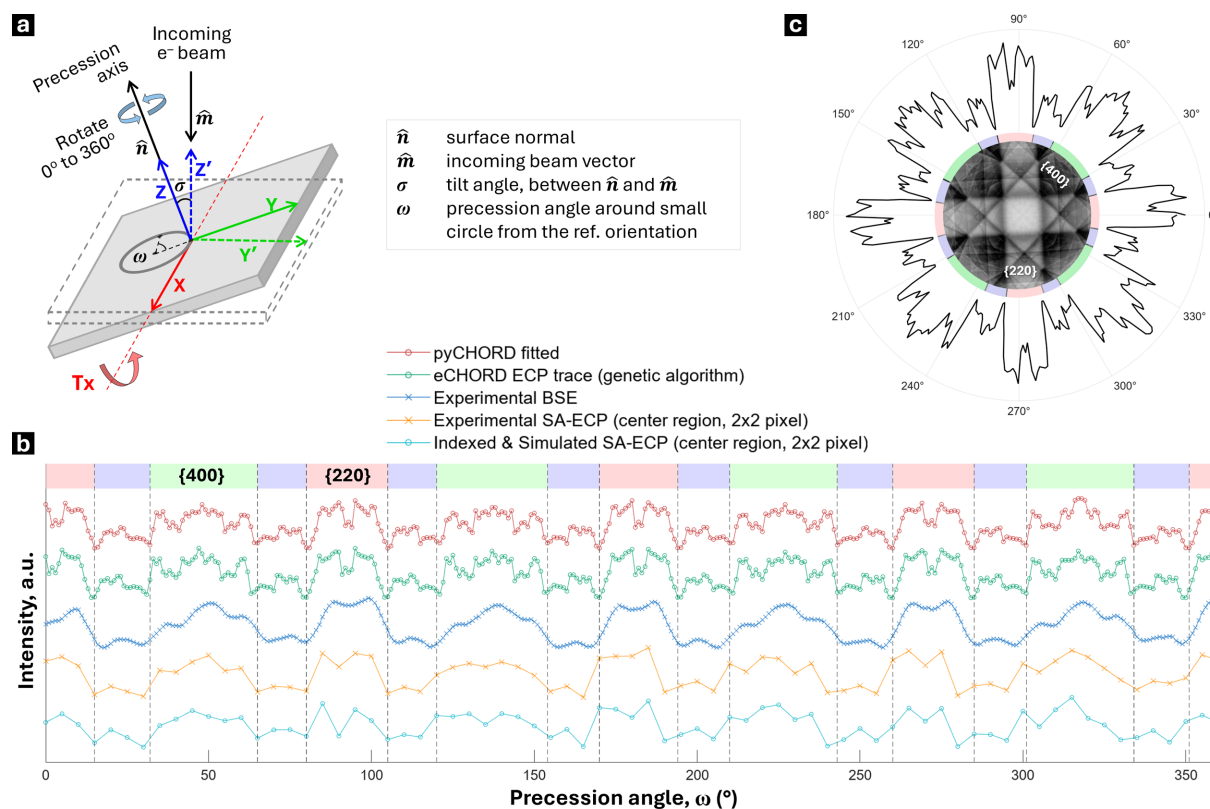 a
Precession
axis
Incoming
e⁻ beam
Rotate
0° to 360°
n̂
m̂
Z
σ
Z′
Y
Y′
ω
X
Tx
n̂ surface normal
m̂ incoming beam vector
σ tilt angle, between n̂ and m̂
ω precession angle around small
circle from the ref. orientation
c
90°
120°
60°
150°
30°
180°
0
210°
330°
240°
300°
270°
{400}
{220}
pyCHORD fitted
eCHORD ECP trace (genetic algorithm)
Experimental BSE
Experimental SA-ECP (center region, 2x2 pixel)
Indexed & Simulated SA-ECP (center region, 2x2 pixel)
b
{400} {220}
Intensity, a.u.
0 50 100 150 200 250 300 350
Precession angle, ω (°)